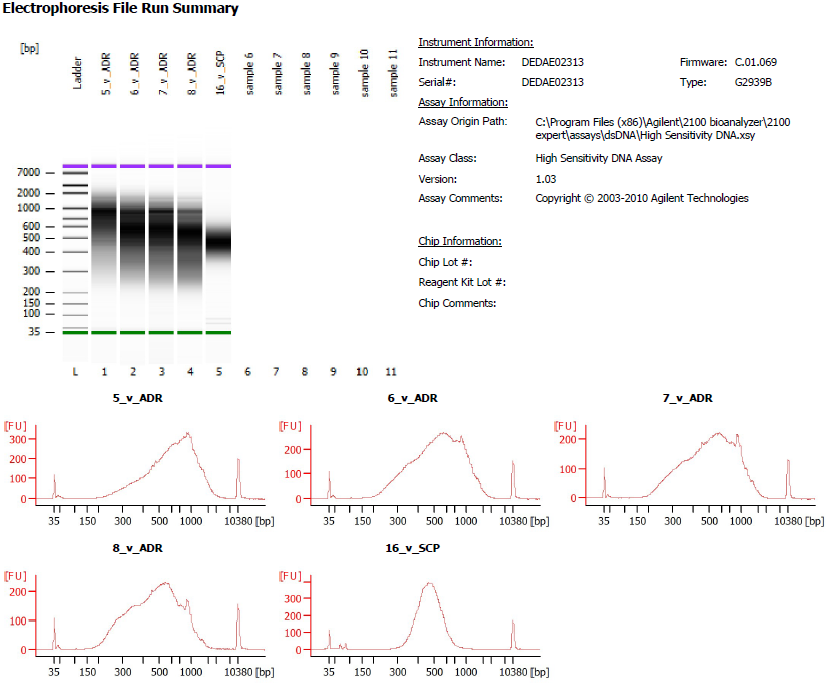 Electrophoresis File Run Summary
[bp]
Ladder
5_v_ADR
6_v_ADR
7_v_ADR
8_v_ADR
16_v_SCP
sample 6
sample 7
sample 8
sample 9
sample 10
sample 11
7000
2000
1000
600
500
400
300
200
150
100
35
L 1 2 3 4 5 6 7 8 9 10 11
Instrument Information:
Instrument Name: DEDAE02313 Firmware: C.01.069
Serial#: DEDAE02313 Type: G2939B
Assay Information:
Assay Origin Path: C:\Program Files (x86)\Agilent\2100 bioanalyzer\2100
expert\assays\dsDNA\High Sensitivity DNA.xsy
Assay Class: High Sensitivity DNA Assay
Version: 1.03
Assay Comments: Copyright © 2003-2010 Agilent Technologies
Chip Information:
Chip Lot #:
Reagent Kit Lot #:
Chip Comments:
5_v_ADR
[FU]
300
200
100
0
35 150 300 500 1000 10380 [bp]
6_v_ADR
[FU]
200
100
0
35 150 300 500 1000 10380 [bp]
7_v_ADR
[FU]
200
100
0
35 150 300 500 1000 10380 [bp]
8_v_ADR
[FU]
200
100
0
35 150 300 500 1000 10380 [bp]
16_v_SCP
[FU]
300
200
100
0
35 150 300 500 1000 10380 [bp]